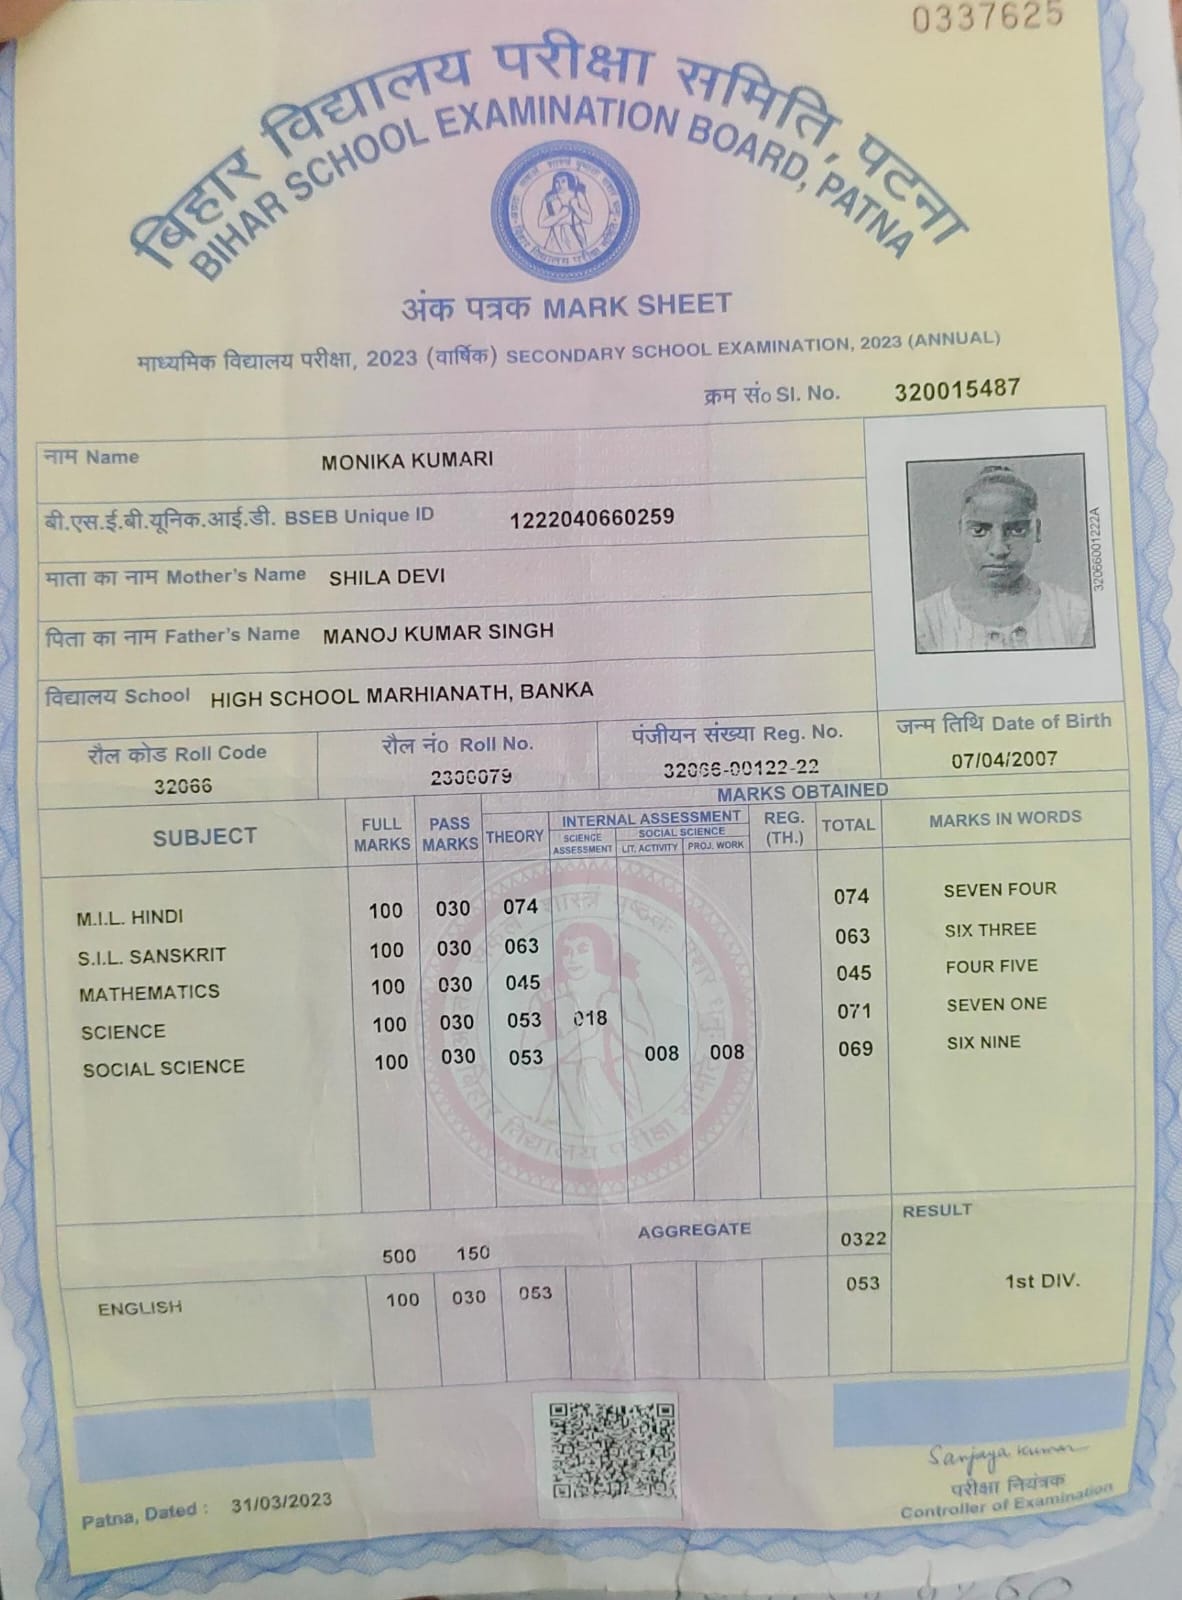 0337625
बिहार विद्यालय परीक्षा समिति, पटना
BIHAR SCHOOL EXAMINATION BOARD, PATNA
अंक पत्रक MARK SHEET
माध्यमिक विद्यालय परीक्षा, 2023 (वार्षिक) SECONDARY SCHOOL EXAMINATION, 2023 (ANNUAL)
क्रम सं० Sl. No. 320015487
नाम Name MONIKA KUMARI
बी.एस.ई.बी.यूनिक.आई.डी. BSEB Unique ID 1222040660259
माता का नाम Mother's Name SHILA DEVI
पिता का नाम Father's Name MANOJ KUMAR SINGH
विद्यालय School HIGH SCHOOL MARHIANATH, BANKA
32066001222A
रौल कोड Roll Code रौल नं० Roll No. पंजीयन संख्या Reg. No. जन्म तिथि Date of Birth
32066 2300079 32066-00122-22 07/04/2007
MARKS OBTAINED
SUBJECT FULL MARKS PASS MARKS THEORY INTERNAL ASSESSMENT REG. (TH.) TOTAL MARKS IN WORDS
SCIENCE ASSESSMENT SOCIAL SCIENCE LIT. ACTIVITY PROJ. WORK
M.I.L. HINDI 100 030 074 074 SEVEN FOUR
S.I.L. SANSKRIT 100 030 063 063 SIX THREE
MATHEMATICS 100 030 045 045 FOUR FIVE
SCIENCE 100 030 053 018 071 SEVEN ONE
SOCIAL SCIENCE 100 030 053 008 008 069 SIX NINE
500 150 AGGREGATE 0322 RESULT
ENGLISH 100 030 053 053 1st DIV.
Patna, Dated : 31/03/2023
Sanjaya Kumar
परीक्षा नियंत्रक
Controller of Examination